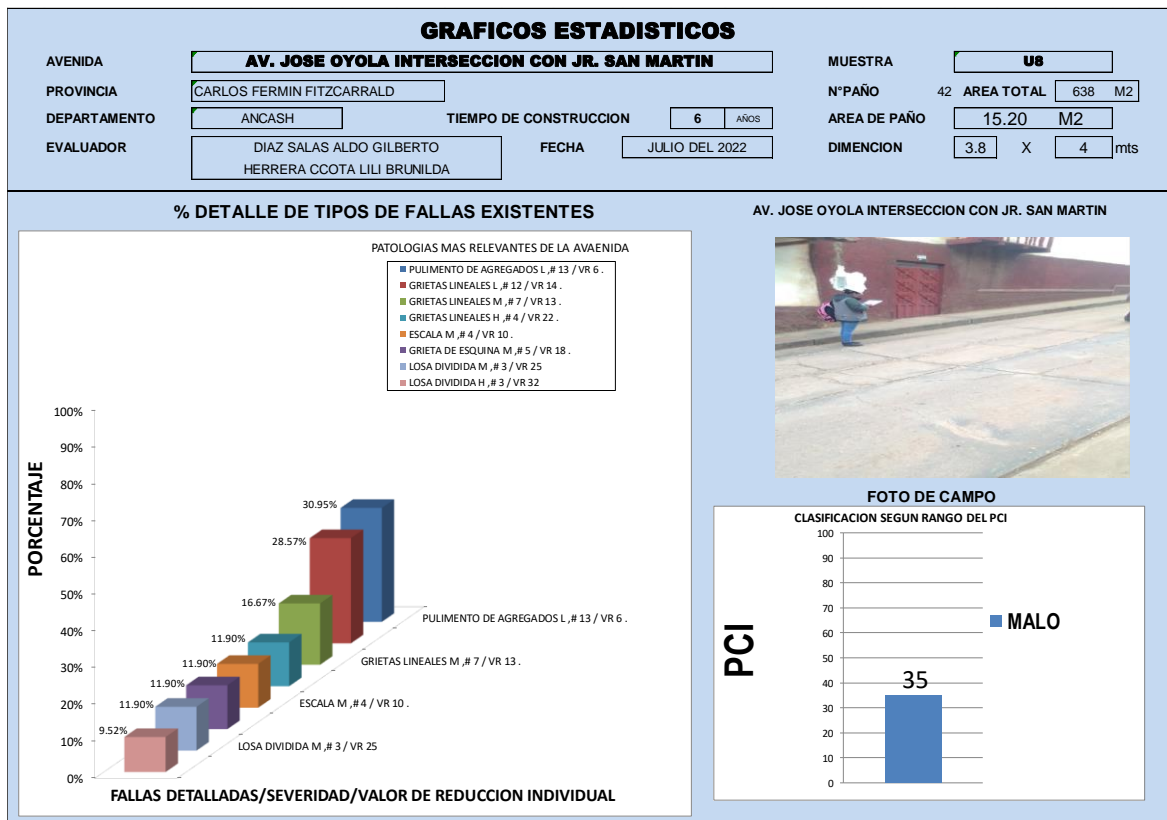 GRAFICOS ESTADISTICOS
AVENIDA AV. JOSE OYOLA INTERSECCION CON JR. SAN MARTIN MUESTRA U8
PROVINCIA CARLOS FERMIN FITZCARRALD N°PAÑO 42 AREA TOTAL 638 M2
DEPARTAMENTO ANCASH TIEMPO DE CONSTRUCCION 6 AÑOS AREA DE PAÑO 15.20 M2
EVALUADOR DIAZ SALAS ALDO GILBERTO FECHA JULIO DEL 2022 DIMENCION 3.8 X 4 mts
HERRERA CCOTA LILI BRUNILDA
% DETALLE DE TIPOS DE FALLAS EXISTENTES
PATOLOGIAS MAS RELEVANTES DE LA AVAENIDA
PULIMENTO DE AGREGADOS L ,# 13 / VR 6 .
GRIETAS LINEALES L ,# 12 / VR 14 .
GRIETAS LINEALES M ,# 7 / VR 13 .
GRIETAS LINEALES H ,# 4 / VR 22 .
ESCALA M ,# 4 / VR 10 .
GRIETA DE ESQUINA M ,# 5 / VR 18 .
LOSA DIVIDIDA M ,# 3 / VR 25
LOSA DIVIDIDA H ,# 3 / VR 32
PORCENTAJE
100%
90%
80%
70%
60%
50%
40%
30%
20%
10%
0%
30.95%
28.57%
16.67%
11.90%
11.90%
11.90%
11.90%
9.52%
PULIMENTO DE AGREGADOS L ,# 13 / VR 6 .
GRIETAS LINEALES M ,# 7 / VR 13 .
ESCALA M ,# 4 / VR 10 .
LOSA DIVIDIDA M ,# 3 / VR 25
FALLAS DETALLADAS/SEVERIDAD/VALOR DE REDUCCION INDIVIDUAL
AV. JOSE OYOLA INTERSECCION CON JR. SAN MARTIN
FOTO DE CAMPO
CLASIFICACION SEGUN RANGO DEL PCI
PCI
100
90
80
70
60
50
40
30
20
10
0
35
MALO